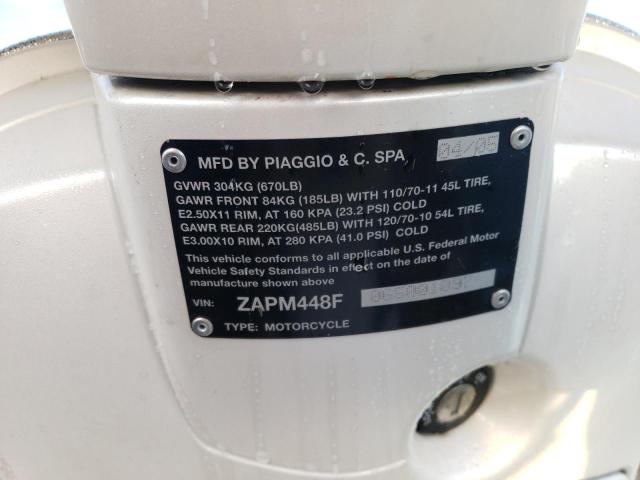 MFD BY PIAGGIO & C. SPA
GVWR 304KG (670LB)
GAWR FRONT 84KG (185LB) WITH 110/70-11 45L TIRE,
E2.50X11 RIM, AT 160 KPA (23.2 PSI) COLD
GAWR REAR 220KG(485LB) WITH 120/70-10 54L TIRE,
E3.00X10 RIM, AT 280 KPA (41.0 PSI) COLD
This vehicle conforms to all applicable U.S. Federal Motor
Vehicle Safety Standards in effect on the date of
manufacture shown above
VIN: ZAPM448F
TYPE: MOTORCYCLE